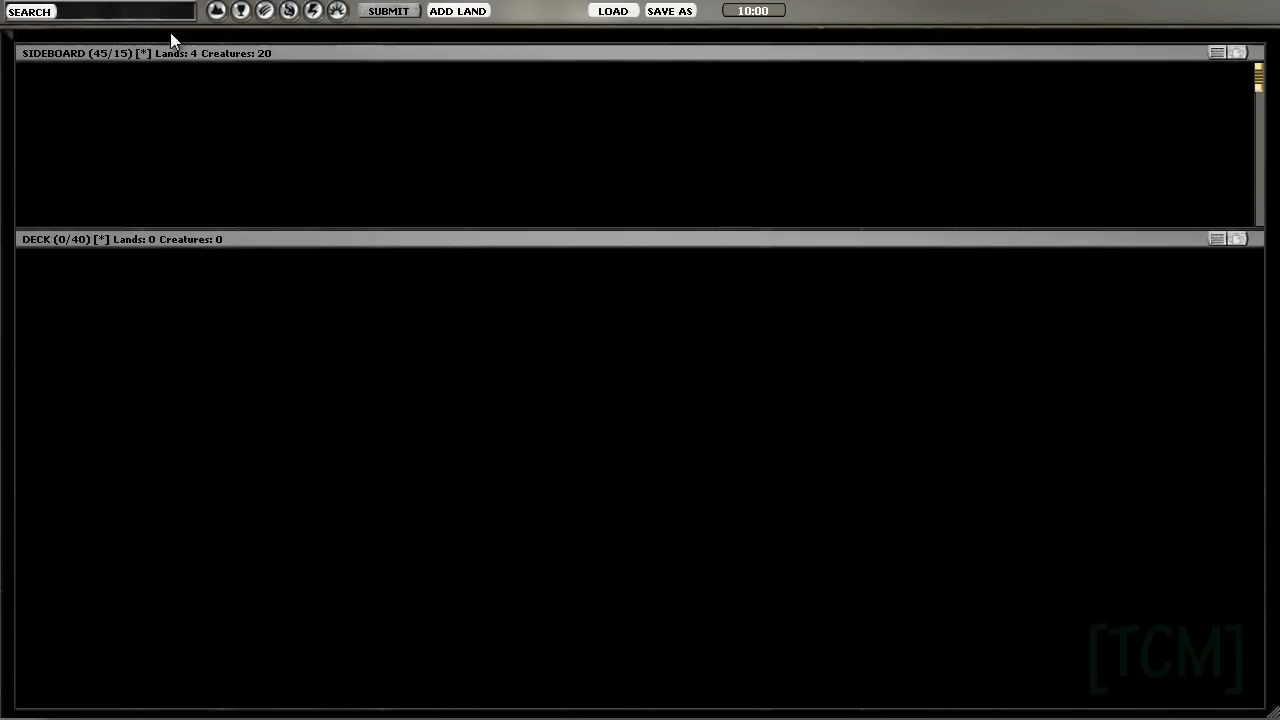 SEARCH SUBMIT ADD LAND LOAD SAVE AS 10:00
SIDEBOARD (45/15) [*] Lands: 4 Creatures: 20
DECK (0/40) [*] Lands: 0 Creatures: 0
[TCM]